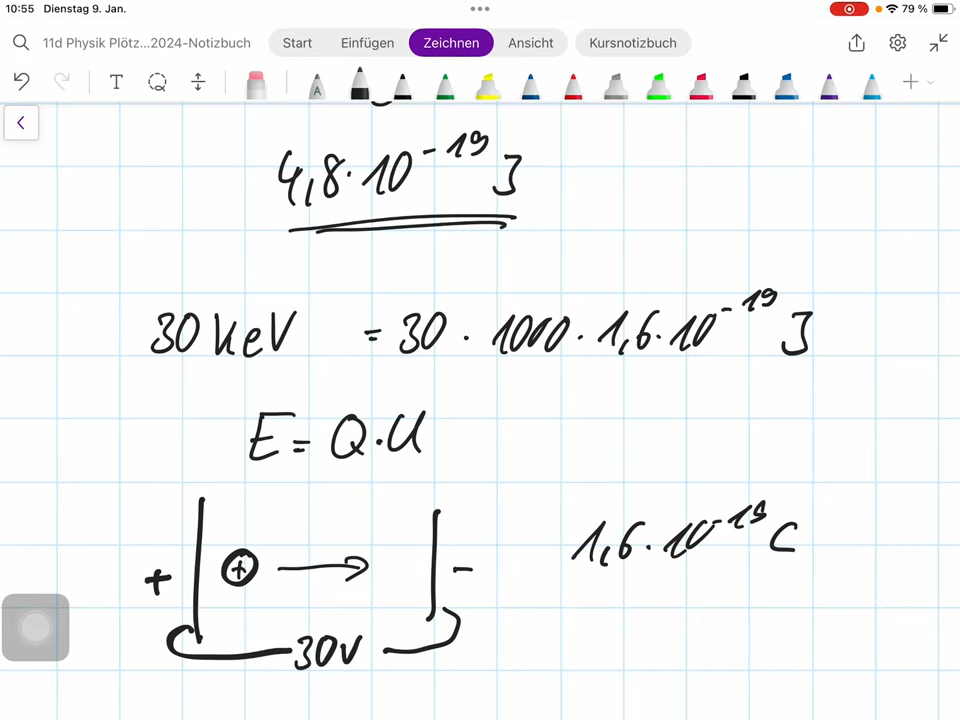 10:55 Dienstag 9. Jan. 79 %
11d Physik Plötz...2024-Notizbuch Start Einfügen Zeichnen Ansicht Kursnotizbuch
T A
4,8·10⁻¹⁹ J
30 keV = 30 · 1000 · 1,6 · 10⁻¹⁹ J
E = Q·U
1,6·10⁻¹⁹ C
+ + → -
30V